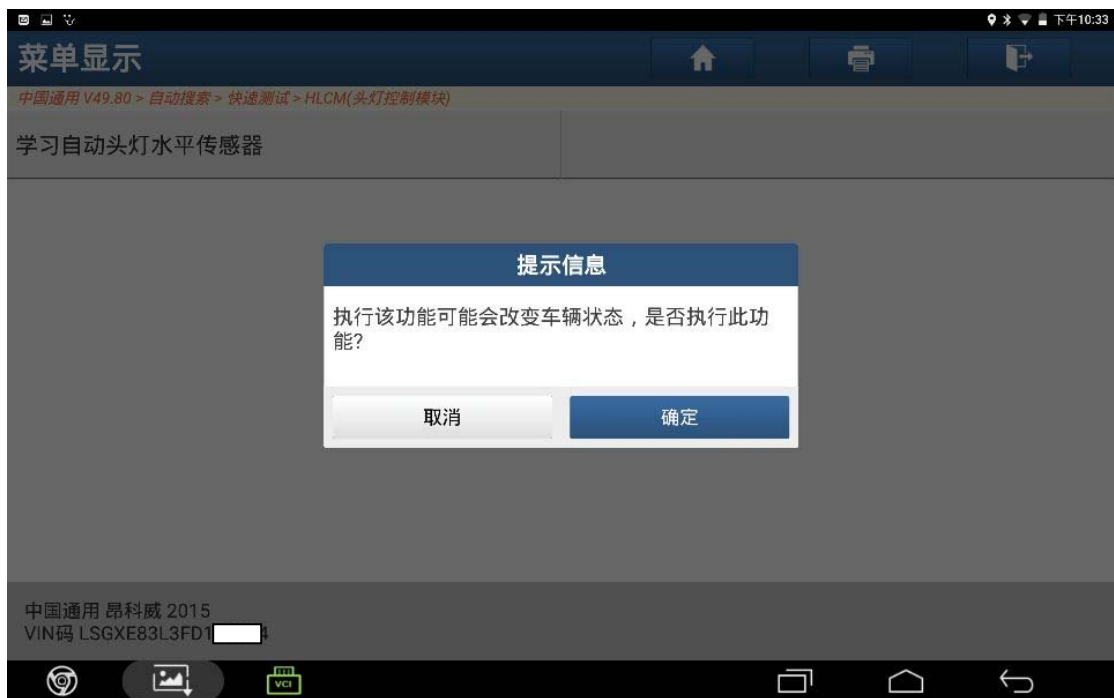 下午10:33
菜单显示
中国通用 V49.80 > 自动搜索 > 快速测试 > HLCM(头灯控制模块)
学习自动头灯水平传感器
提示信息
执行该功能可能会改变车辆状态，是否执行此功
能?
取消
确定
中国通用 昂科威 2015
VIN码 LSGXE83L3FD1 4
VCI